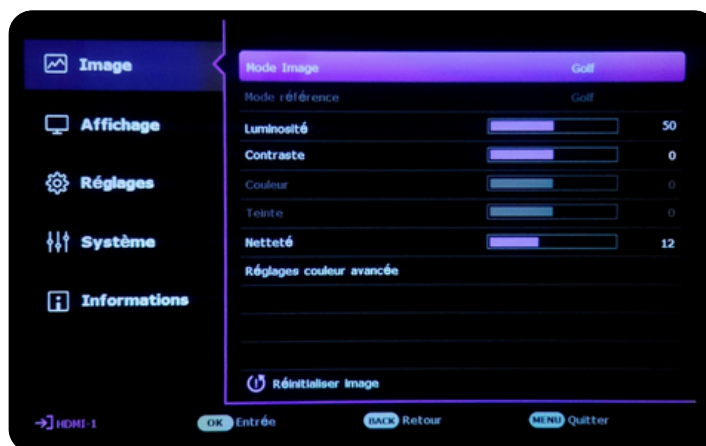 Image
Affichage
Réglages
Système
Informations
Mode Image Golf
Mode référence Golf
Luminosité 50
Contraste 0
Couleur 0
Teinte 0
Netteté 12
Réglages couleur avancée
Réinitialiser Image
HDMI-1 OK Entrée BACK Retour MENU Quitter